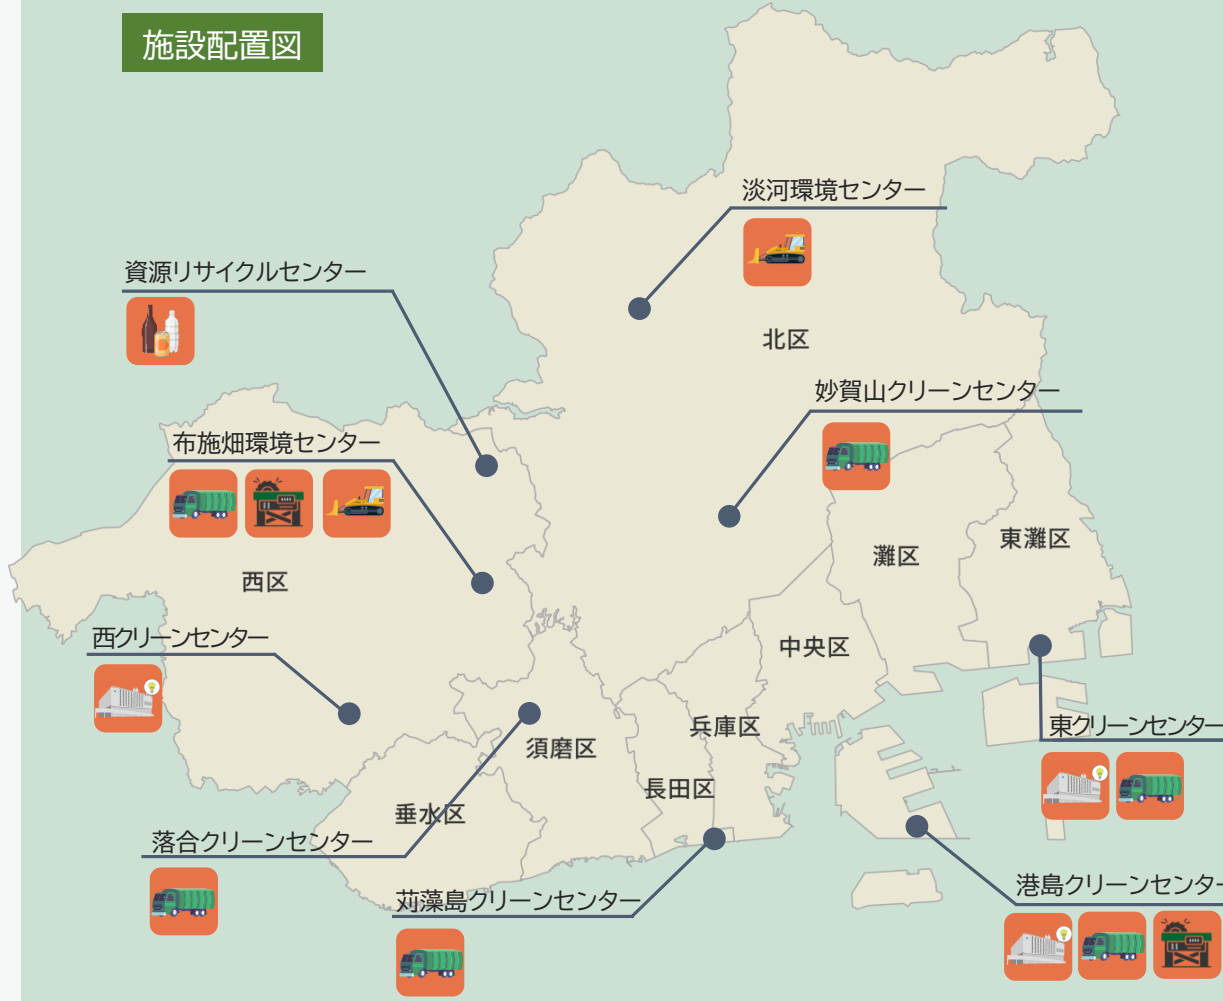 施設配置図
淡河環境センター
資源リサイクルセンター
北区
妙賀山クリーンセンター
布施畑環境センター
東灘区
灘区
西区
西クリーンセンター
中央区
兵庫区
東クリーンセンター
須磨区
長田区
垂水区
落合クリーンセンター
港島クリーンセンター
苅藻島クリーンセンター